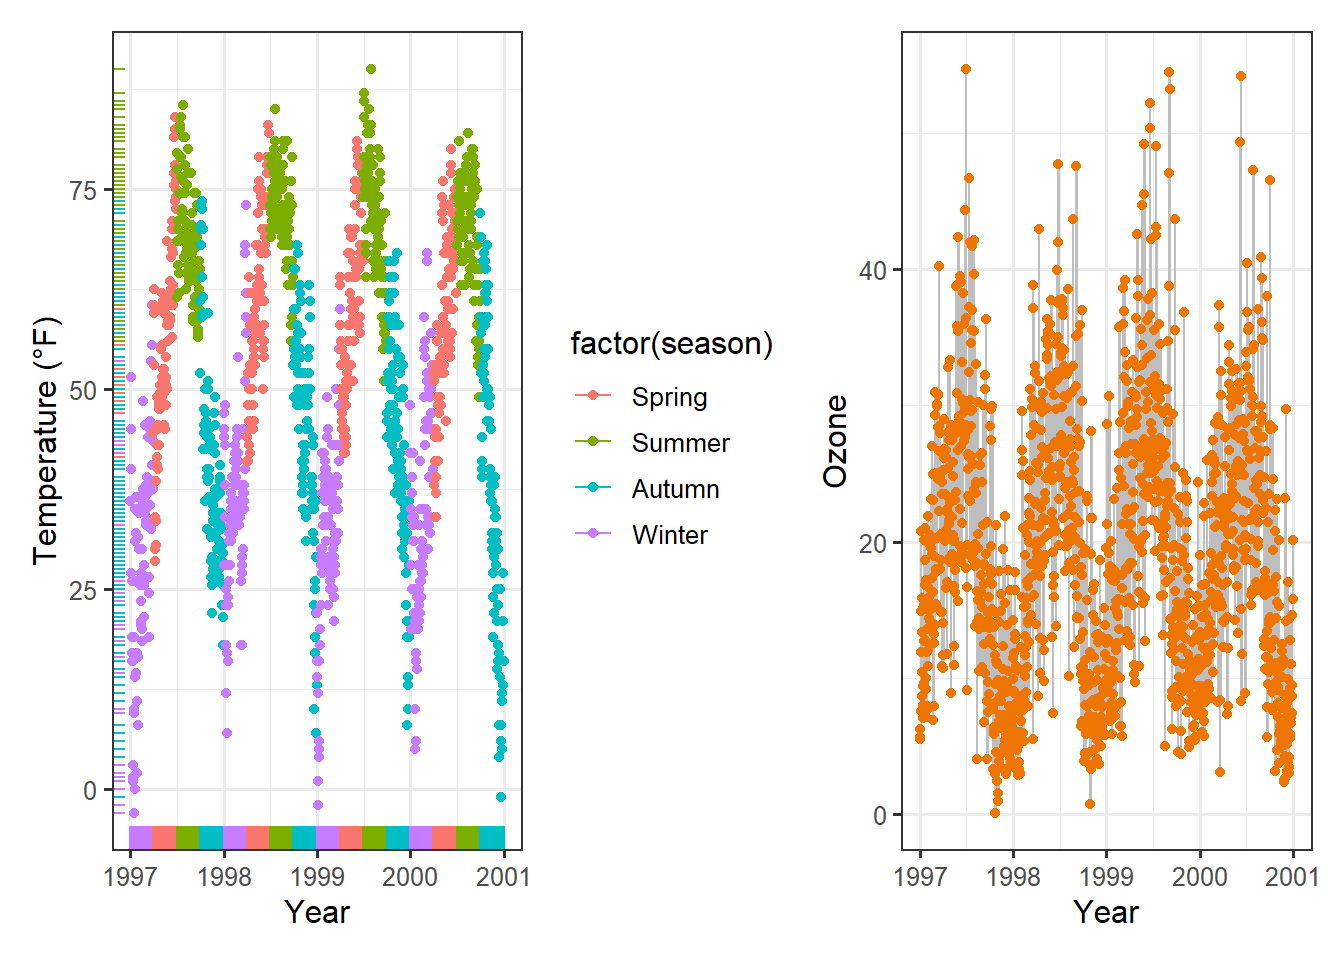 Temperature (°F)
75
50
25
0
1997 1998 1999 2000 2001
Year
factor(season)
Spring
Summer
Autumn
Winter
Ozone
40
20
0
1997 1998 1999 2000 2001
Year